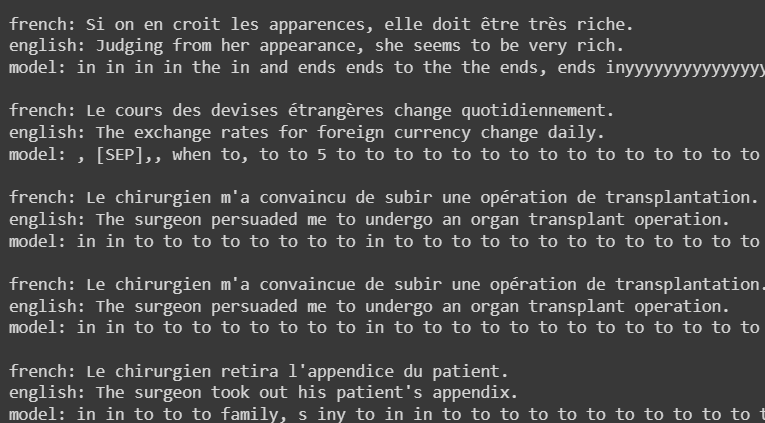 french: Si on en croit les apparences, elle doit être très riche.
english: Judging from her appearance, she seems to be very rich.
model: in in in in the in and ends ends to the the ends, ends inyyyyyyyyyyyyyyy
french: Le cours des devises étrangères change quotidiennement.
english: The exchange rates for foreign currency change daily.
model: , [SEP],, when to, to to 5 to to to to to to to to to to to to to to to
french: Le chirurgien m'a convaincu de subir une opération de transplantation.
english: The surgeon persuaded me to undergo an organ transplant operation.
model: in in to to to to to to to to in to to to to to to to to to to to to to
french: Le chirurgien m'a convaincue de subir une opération de transplantation.
english: The surgeon persuaded me to undergo an organ transplant operation.
model: in in to to to to to to to to in to to to to to to to to to to to to to
french: Le chirurgien retira l'appendice du patient.
english: The surgeon took out his patient's appendix.
model: in in to to to family, s iny to in in to to to to to to to to to to to t